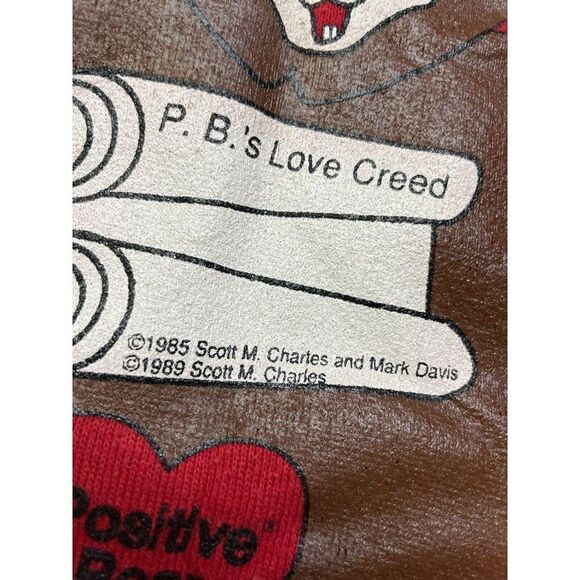 P. B.'s Love Creed
©1985 Scott M. Charles and Mark Davis
©1989 Scott M. Charles
Positive®